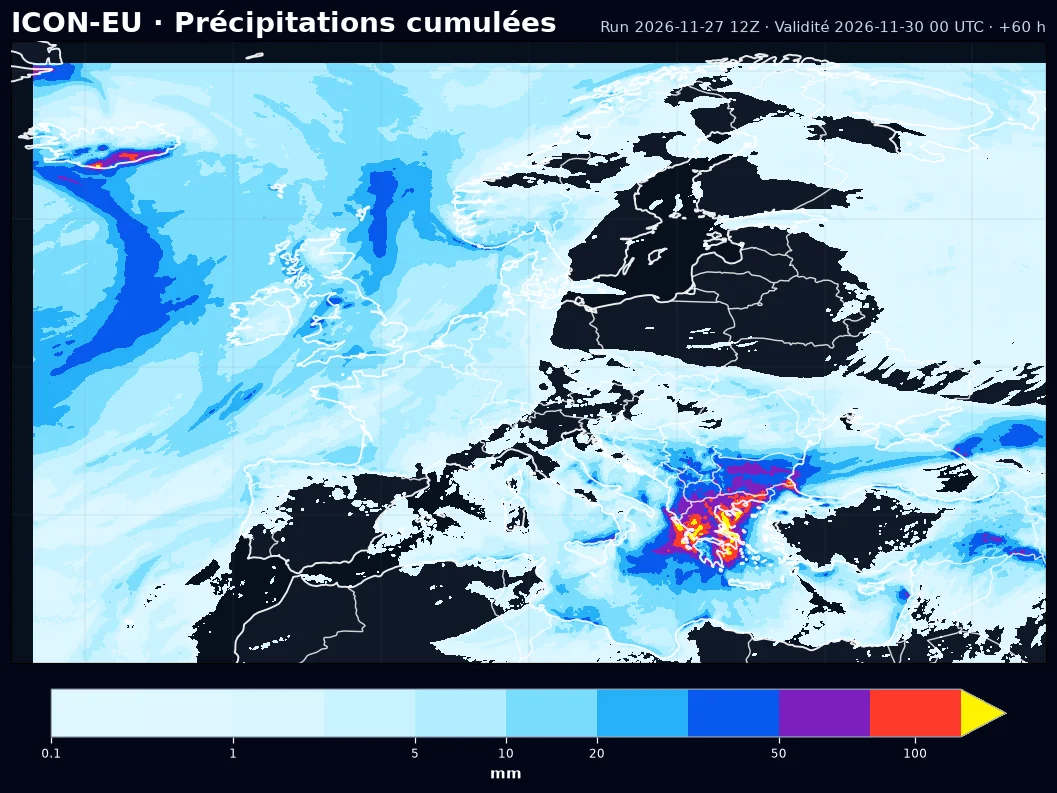 ICON-EU · Précipitations cumulées
Run 2026-11-27 12Z · Validité 2026-11-30 00 UTC · +60 h
0.1 1 5 10 20 50 100
mm